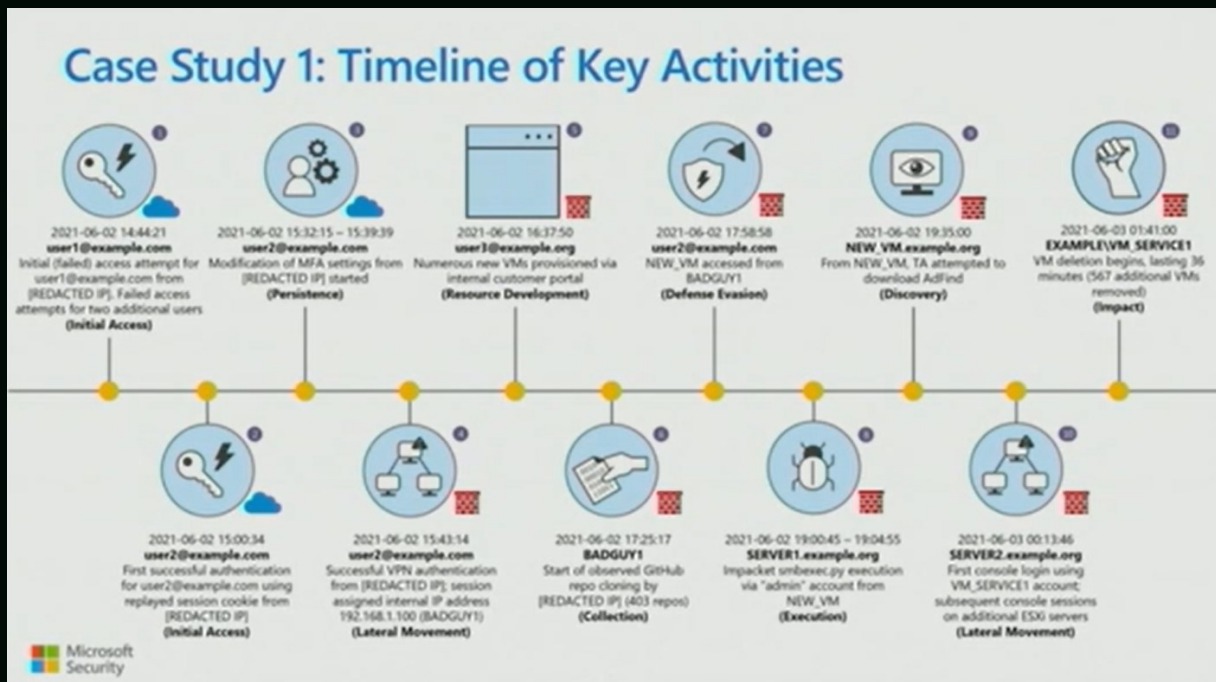 Case Study 1: Timeline of Key Activities
1
2021-06-02 14:44:21
user1@example.com
Initial (failed) access attempt for
user1@example.com from
[REDACTED IP]. Failed access
attempts for two additional users
(Initial Access)
3
2021-06-02 15:32:15 – 15:39:39
user2@example.com
Modification of MFA settings from
[REDACTED IP] started
(Persistence)
5
2021-06-02 16:37:50
user3@example.org
Numerous new VMs provisioned via
internal customer portal
(Resource Development)
7
2021-06-02 17:58:58
user2@example.com
NEW_VM accessed from
BADGUY1
(Defense Evasion)
9
2021-06-02 19:35:00
NEW_VM.example.org
From NEW_VM, TA attempted to
download AdFind
(Discovery)
11
2021-06-03 01:41:00
EXAMPLE\VM_SERVICE1
VM deletion begins, lasting 36
minutes (567 additional VMs
removed)
(Impact)
2
2021-06-02 15:00:34
user2@example.com
First successful authentication
for user2@example.com using
replayed session cookie from
[REDACTED IP]
(Initial Access)
4
2021-06-02 15:43:14
user2@example.com
Successful VPN authentication
from [REDACTED IP]; session
assigned internal IP address
192.168.1.100 (BADGUY1)
(Lateral Movement)
6
2021-06-02 17:25:17
BADGUY1
Start of observed GitHub
repo cloning by
[REDACTED IP] (403 repos)
(Collection)
8
2021-06-02 19:00:45 – 19:04:55
SERVER1.example.org
Impacket smbexec.py execution
via "admin" account from
NEW_VM
(Execution)
10
2021-06-03 00:13:46
SERVER2.example.org
First console login using
VM_SERVICE1 account;
subsequent console sessions
on additional ESXi servers
(Lateral Movement)
Microsoft
Security